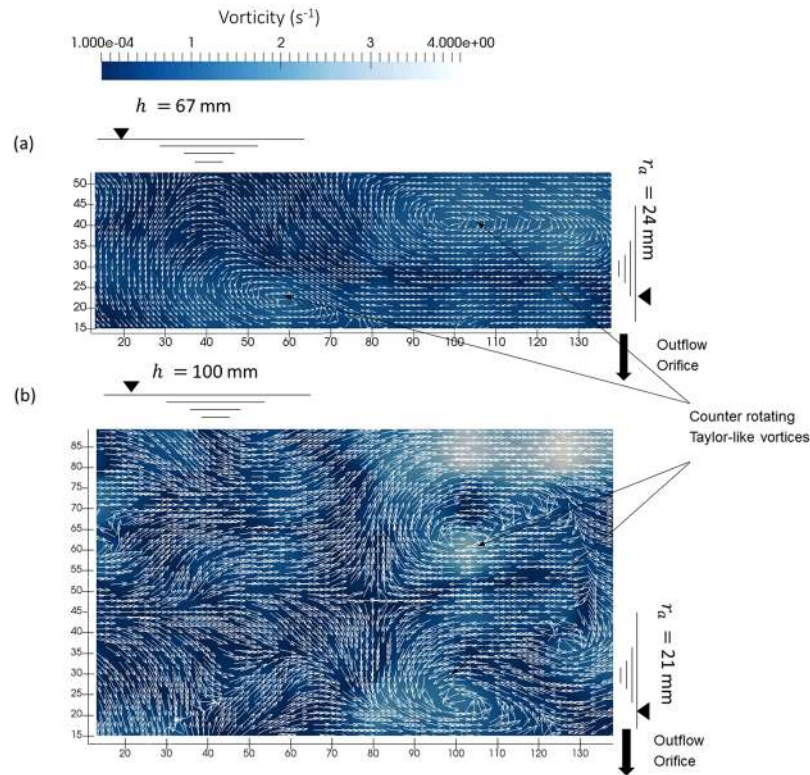 Vorticity (s⁻¹)
1.000e-04 1 2 3 4.000e+00
h = 67 mm
(a)
50
45
40
35
30
25
20
15
20 30 40 50 60 70 80 90 100 110 120 130
r_a = 24 mm
Outflow
Orifice
h = 100 mm
(b)
Counter rotating
Taylor-like vortices
85
80
75
70
65
60
55
50
45
40
35
30
25
20
15
20 30 40 50 60 70 80 90 100 110 120 130
r_a = 21 mm
Outflow
Orifice